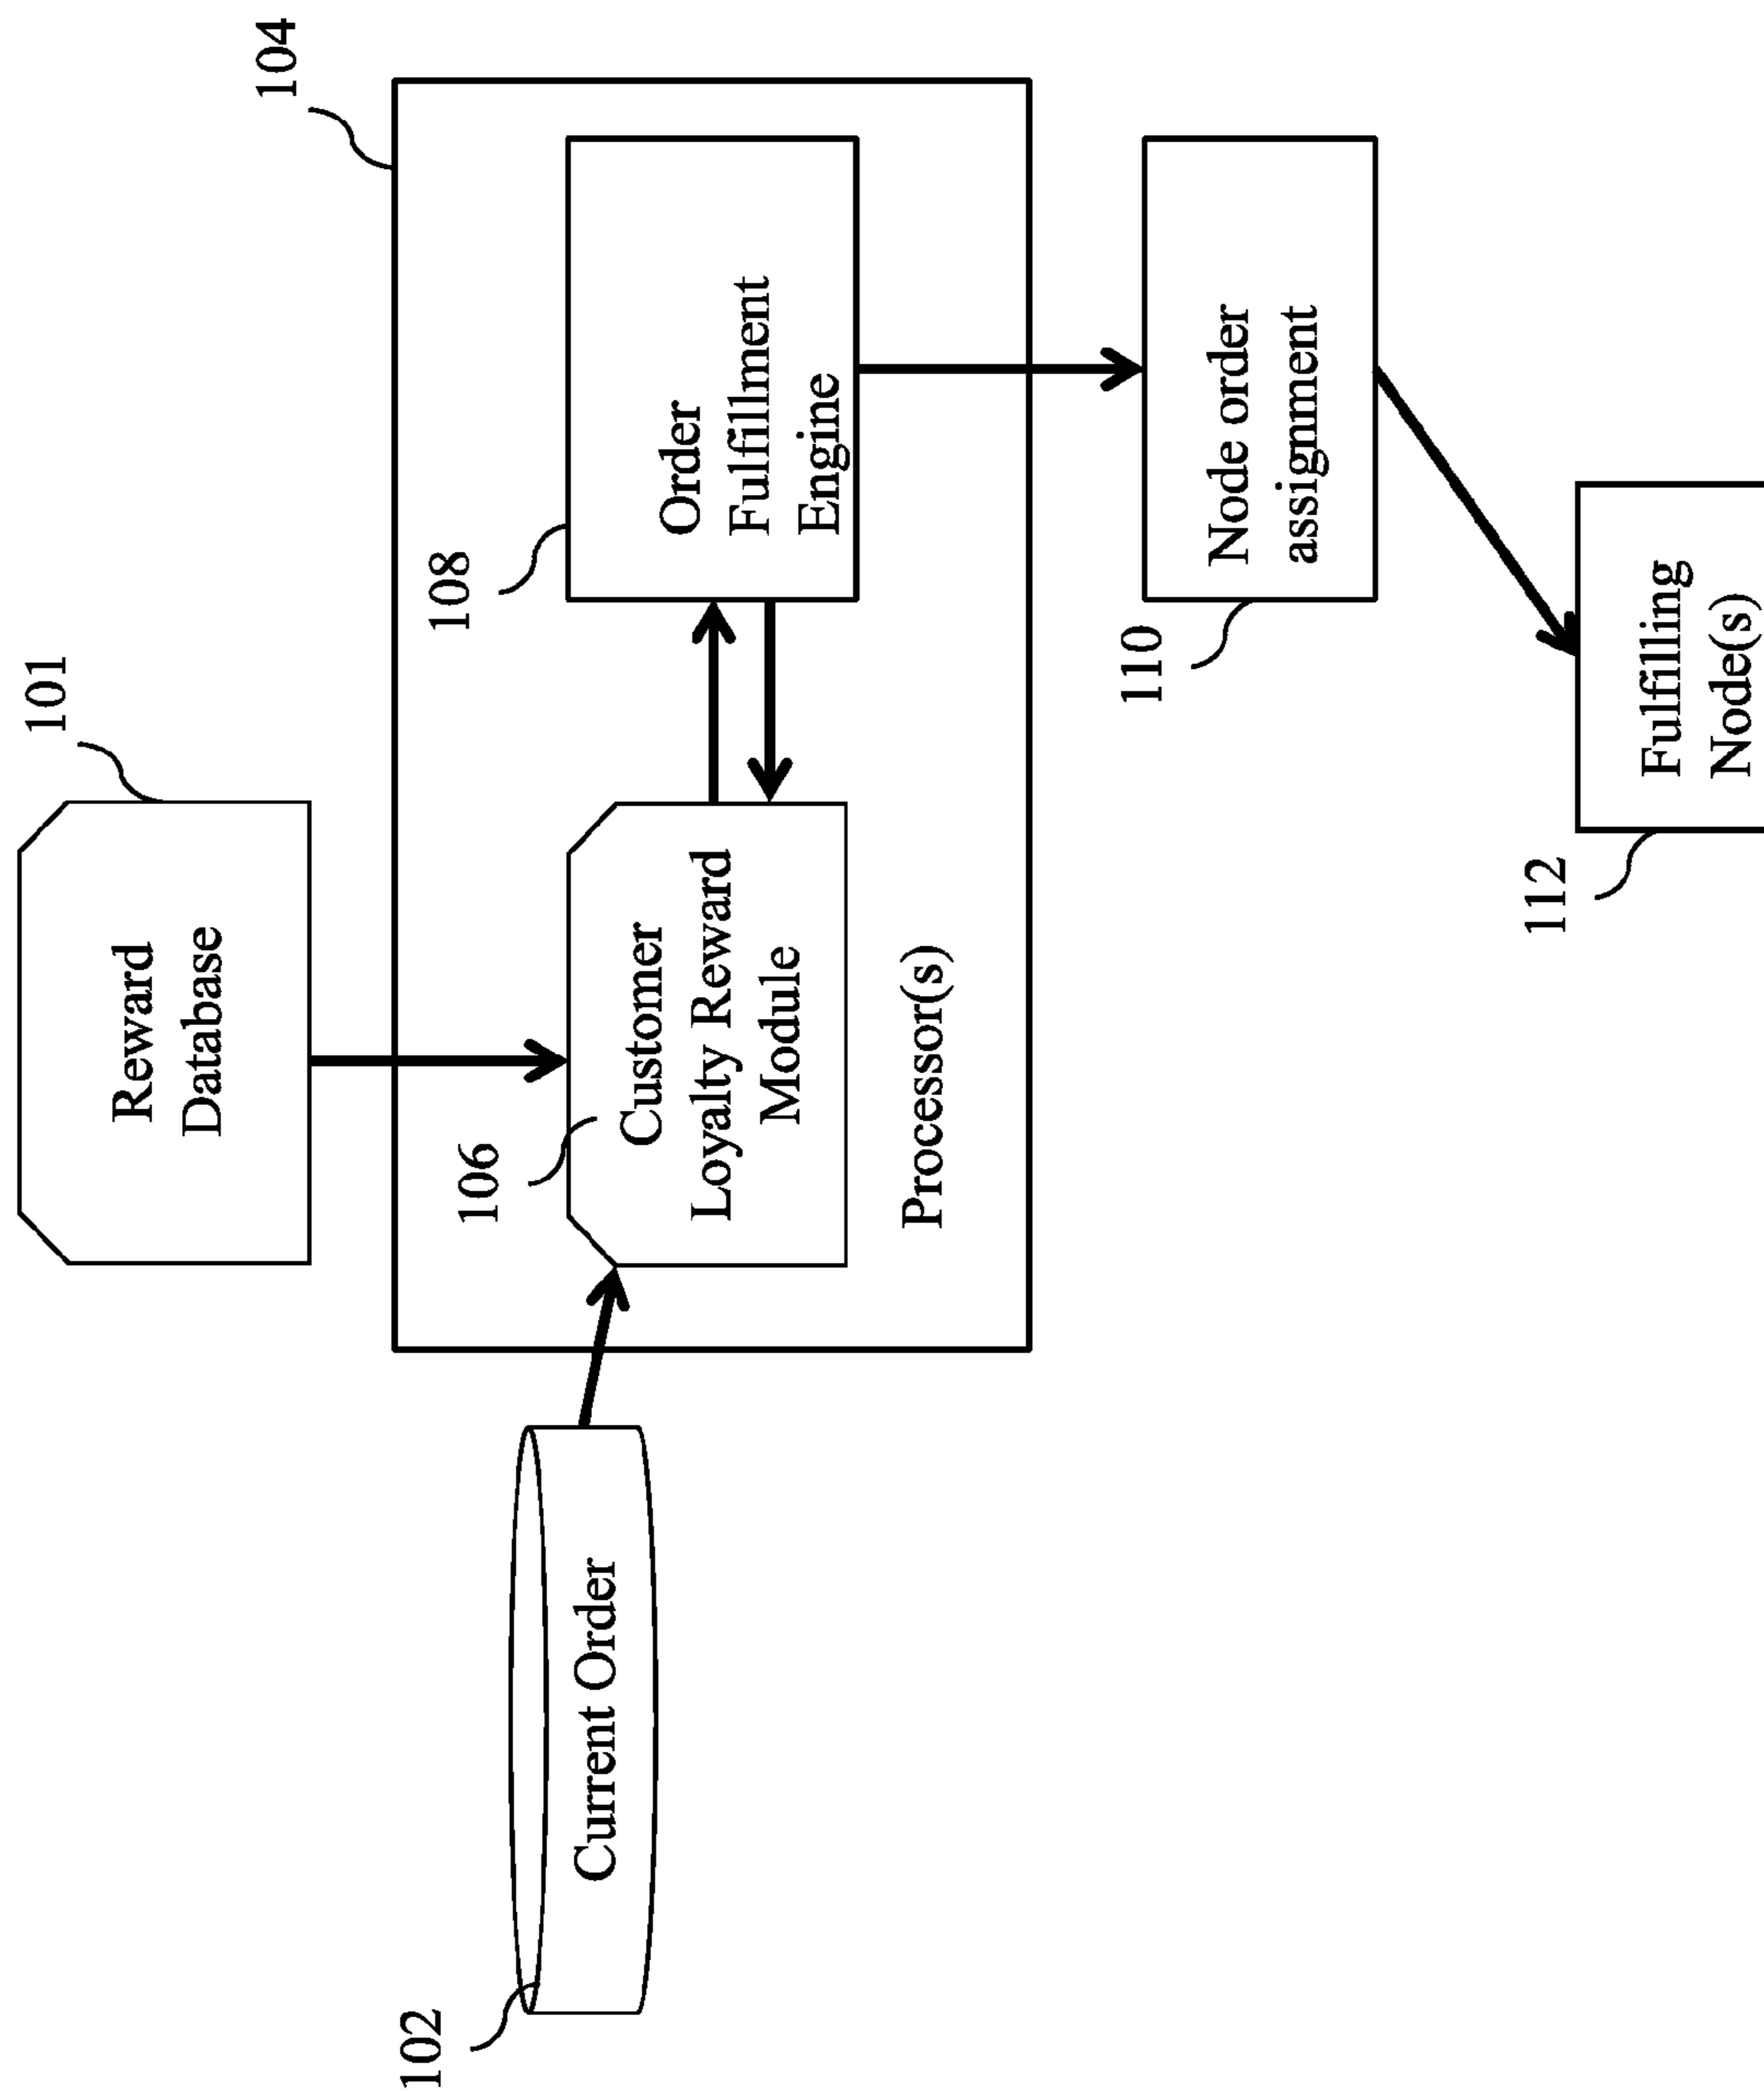 101
Reward
Database
104
102
Current Order
106
Customer
Loyalty Reward
Module
108
Order
Fulfillment
Engine
Processor(s)
110
Node order
assignment
112
Fulfilling
Node(s)